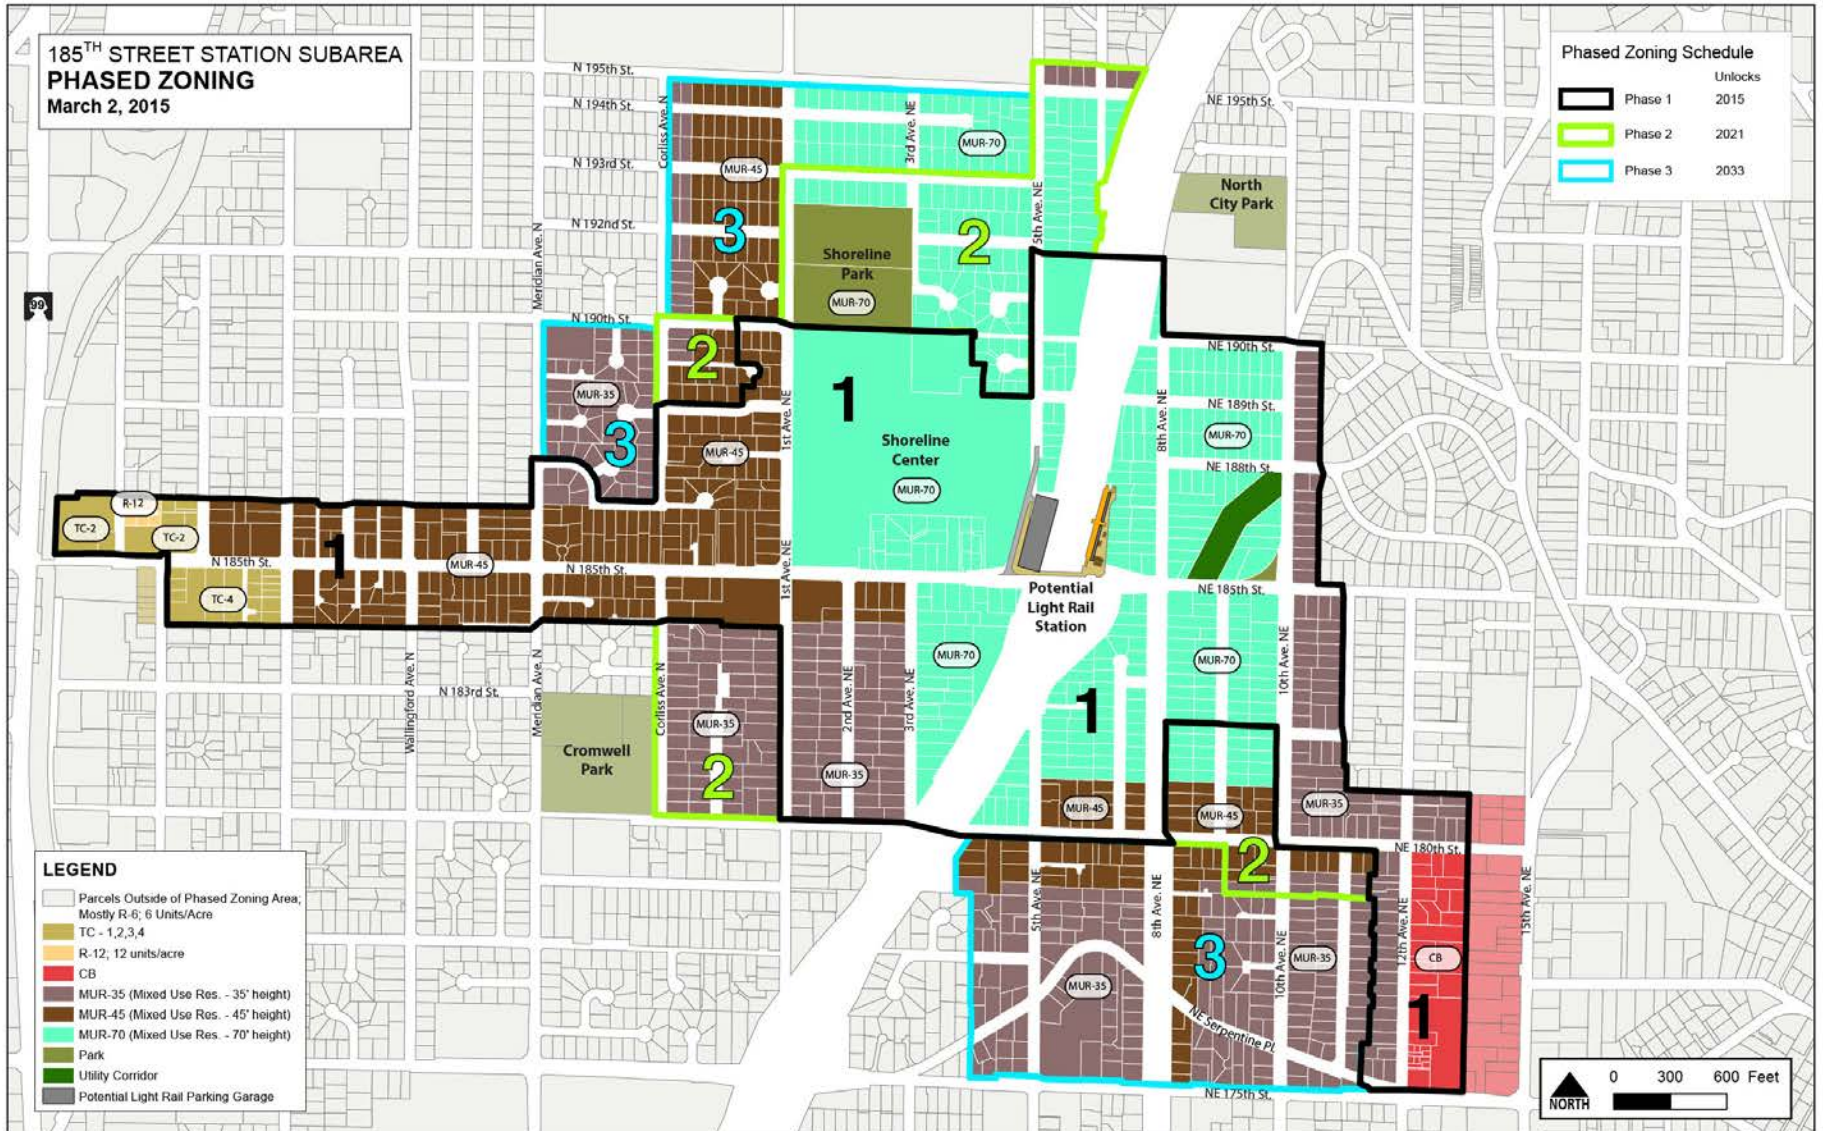 185TH STREET STATION SUBAREA
PHASED ZONING
March 2, 2015
Phased Zoning Schedule
Unlocks
Phase 1 2015
Phase 2 2021
Phase 3 2033
N 195th St.
N 194th St.
N 193rd St.
N 192nd St.
N 190th St.
Corliss Ave. N
Meridian Ave. N
3rd Ave. NE
5th Ave. NE
NE 195th St.
North
City Park
MUR-70
MUR-45
3
2
Shoreline
Park
MUR-70
99
2
MUR-35
3
1
1st Ave. NE
MUR-45
Shoreline
Center
MUR-70
NE 190th St.
NE 189th St.
8th Ave. NE
MUR-70
NE 188th St.
R-12
TC-2
TC-2
1
N 185th St.
MUR-45
N 185th St.
1st Ave. NE
TC-4
Potential
Light Rail
Station
NE 185th St.
MUR-70
MUR-70
10th Ave. NE
Wallingford Ave. N
Meridian Ave. N
N 183rd St.
Corliss Ave. N
Cromwell
Park
MUR-35
2
2nd Ave. NE
3rd Ave. NE
MUR-35
1
MUR-45
MUR-45
MUR-35
2
NE 180th St.
5th Ave. NE
8th Ave. NE
3
10th Ave. NE
MUR-35
MUR-35
12th Ave. NE
CB
15th Ave. NE
1
NE Serpentine Pl.
NE 175th St.
LEGEND
Parcels Outside of Phased Zoning Area;
Mostly R-6; 6 Units/Acre
TC - 1,2,3,4
R-12; 12 units/acre
CB
MUR-35 (Mixed Use Res. - 35' height)
MUR-45 (Mixed Use Res. - 45' height)
MUR-70 (Mixed Use Res. - 70' height)
Park
Utility Corridor
Potential Light Rail Parking Garage
NORTH
0 300 600 Feet